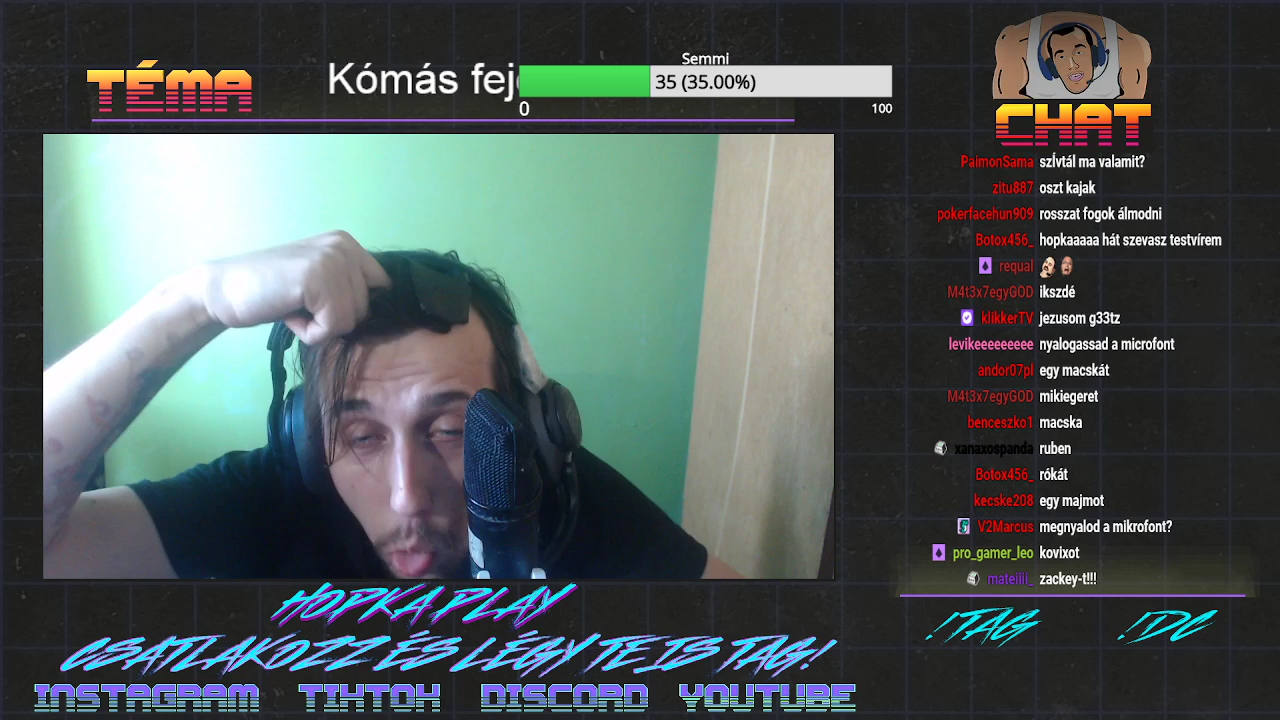 TÉMA
Kómás fej
Semmi
35 (35.00%)
0
100
CHAT
PaimonSama szÍvtál ma valamit?
zitu887 oszt kajak
pokerfacehun909 rosszat fogok álmodni
Botox456_ hopkaaaaa hát szevasz testvírem
requal
M4t3x7egyGOD ikszdé
klikkerTV jezusom g33tz
levikeeeeeeeee nyalogassad a microfont
andor07pl egy macskát
M4t3x7egyGOD mikiegeret
benceszko1 macska
xanaxospanda ruben
Botox456_ rókát
kecske208 egy majmot
V2Marcus megnyalod a mikrofont?
pro_gamer_leo kovixot
mateiiii_ zackey-t!!!
HOPKA PLAY
CSATLAKOZZ ÉS LÉGY TE IS TAG!
!TAG
!DC
INSTAGRAM
TIKTOK
DISCORD
YOUTUBE